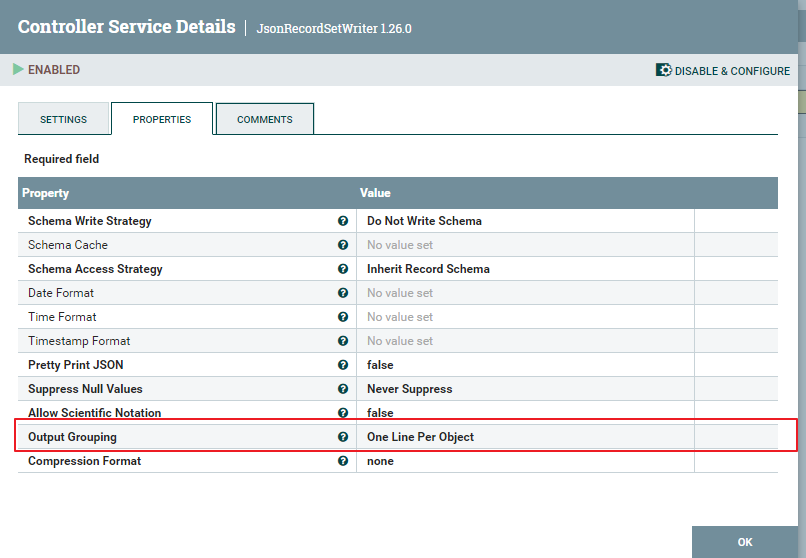 Controller Service Details | JsonRecordSetWriter 1.26.0
ENABLED DISABLE & CONFIGURE
SETTINGS PROPERTIES COMMENTS
Required field
Property Value
Schema Write Strategy ? Do Not Write Schema
Schema Cache ? No value set
Schema Access Strategy ? Inherit Record Schema
Date Format ? No value set
Time Format ? No value set
Timestamp Format ? No value set
Pretty Print JSON ? false
Suppress Null Values ? Never Suppress
Allow Scientific Notation ? false
Output Grouping ? One Line Per Object
Compression Format ? none
OK